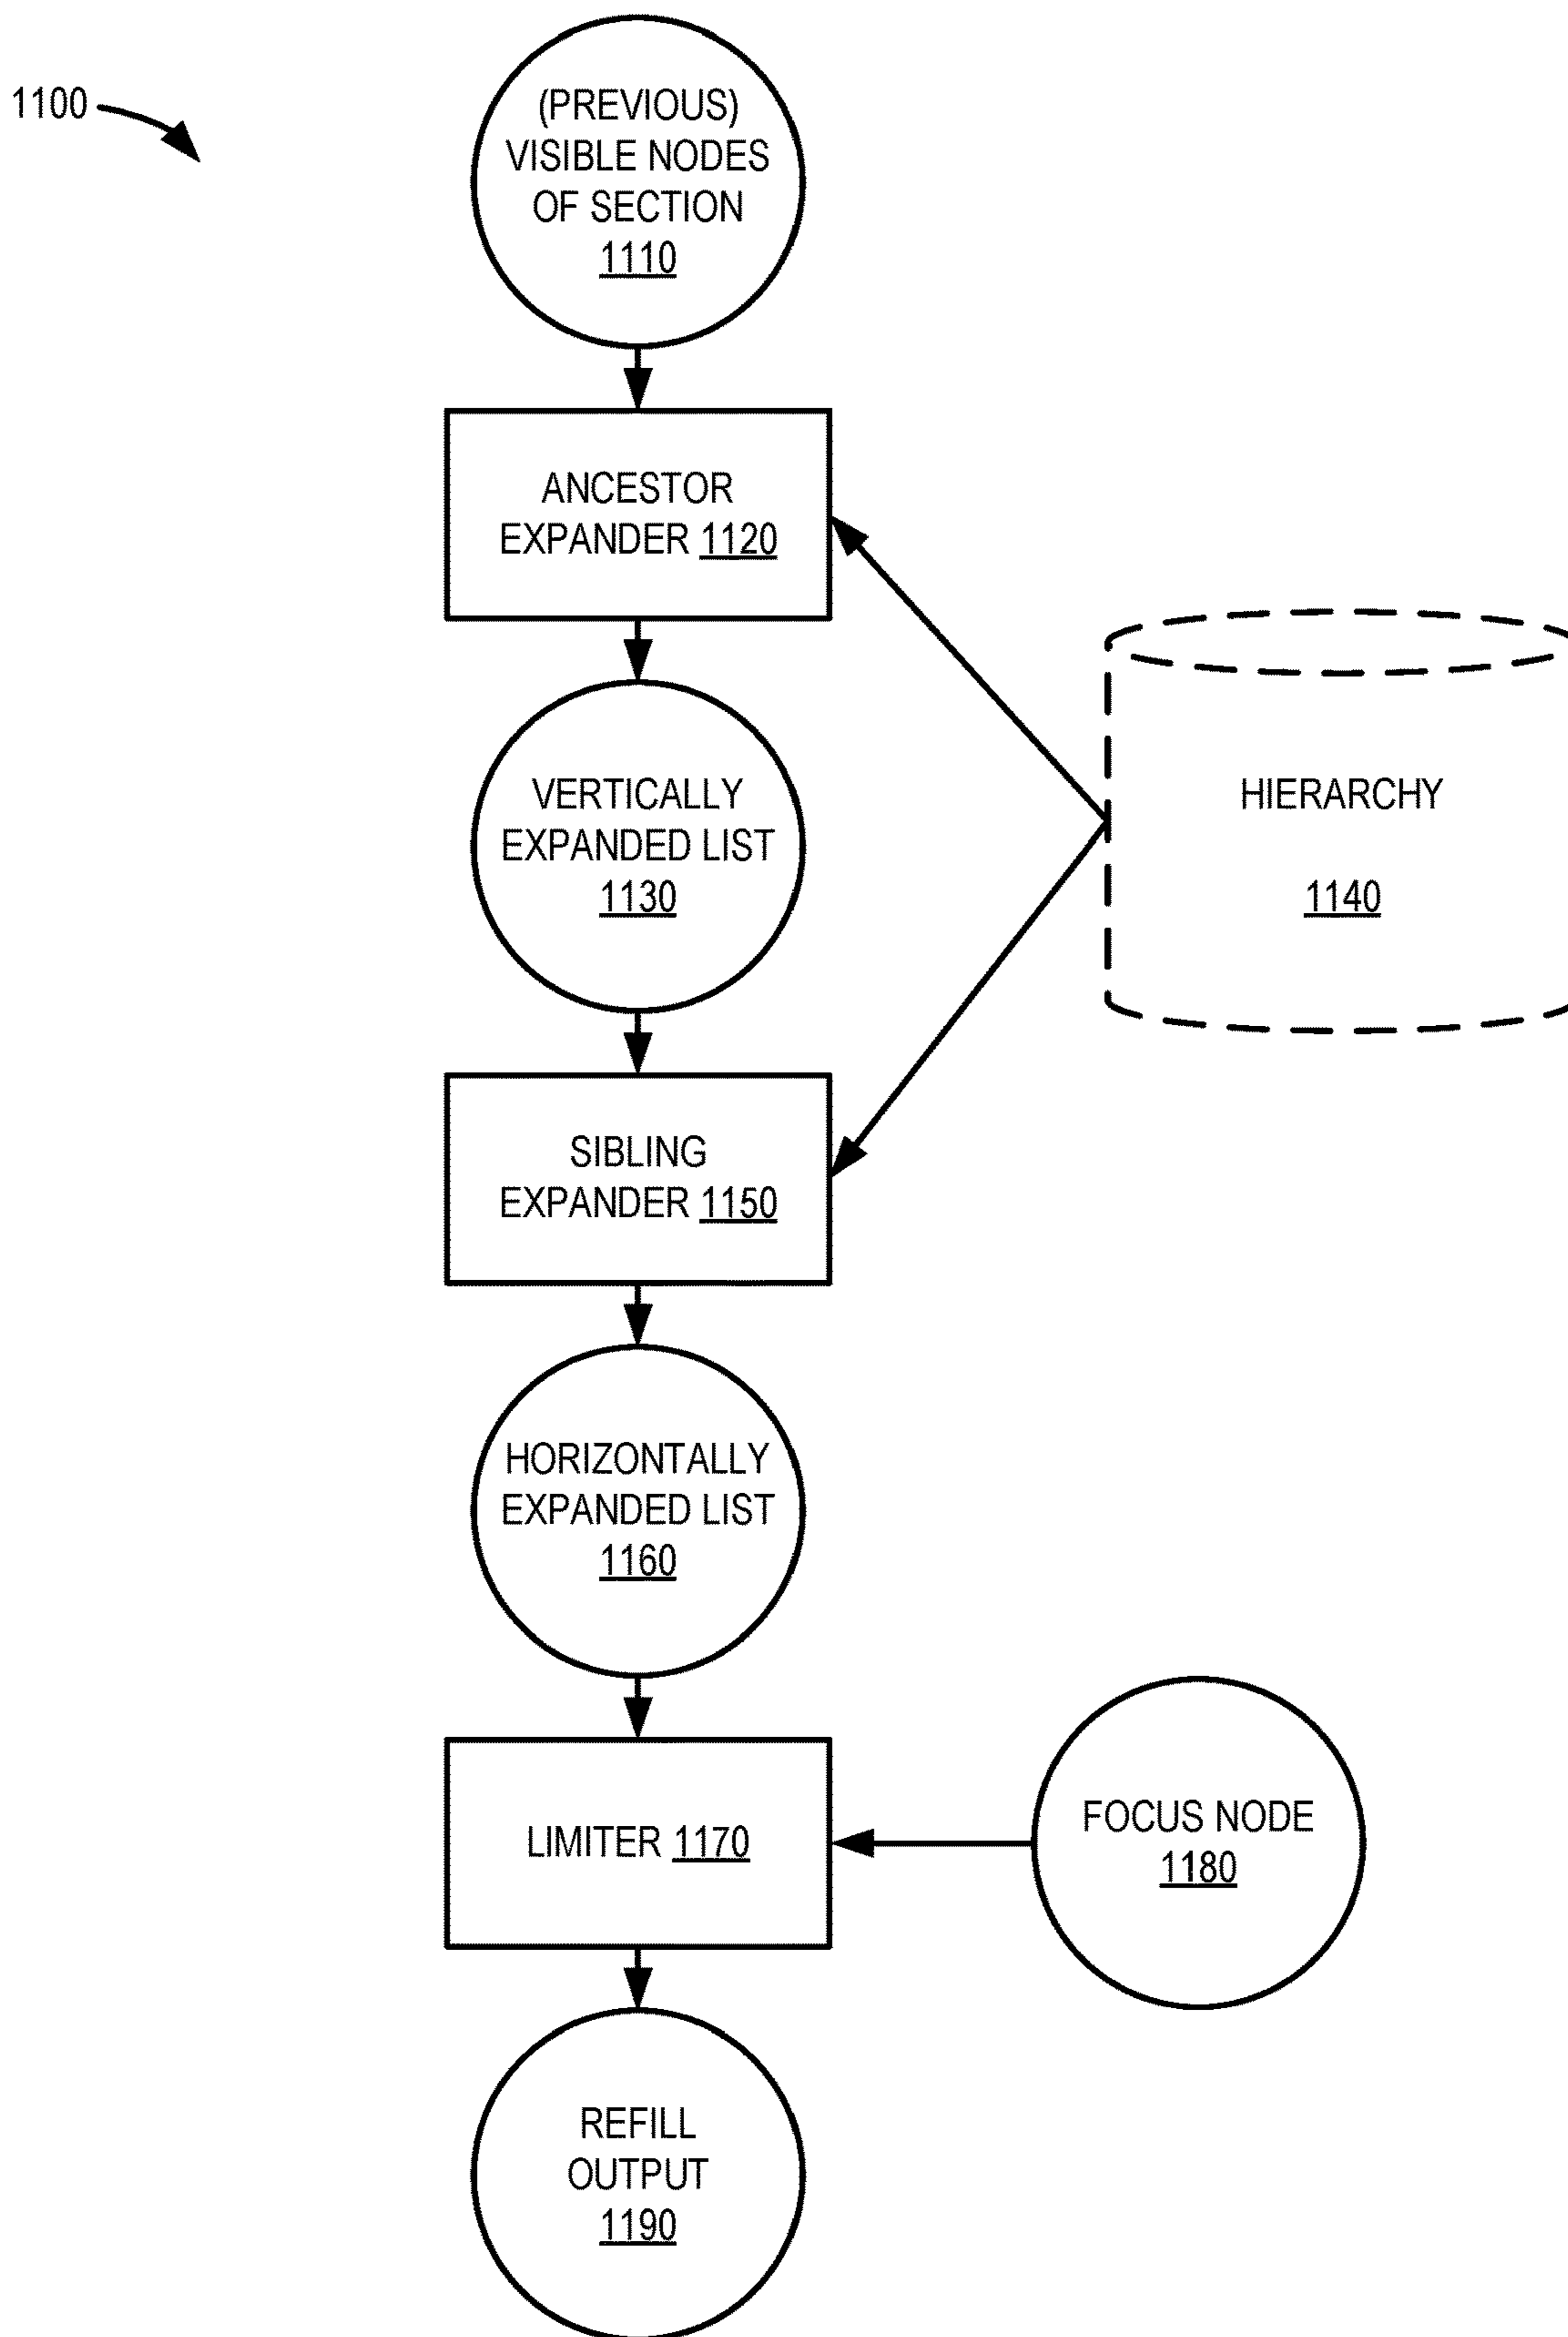 1100
(PREVIOUS)
VISIBLE NODES
OF SECTION
1110
ANCESTOR
EXPANDER 1120
VERTICALLY
EXPANDED LIST
1130
HIERARCHY
1140
SIBLING
EXPANDER 1150
HORIZONTALLY
EXPANDED LIST
1160
LIMITER 1170
FOCUS NODE
1180
REFILL
OUTPUT
1190